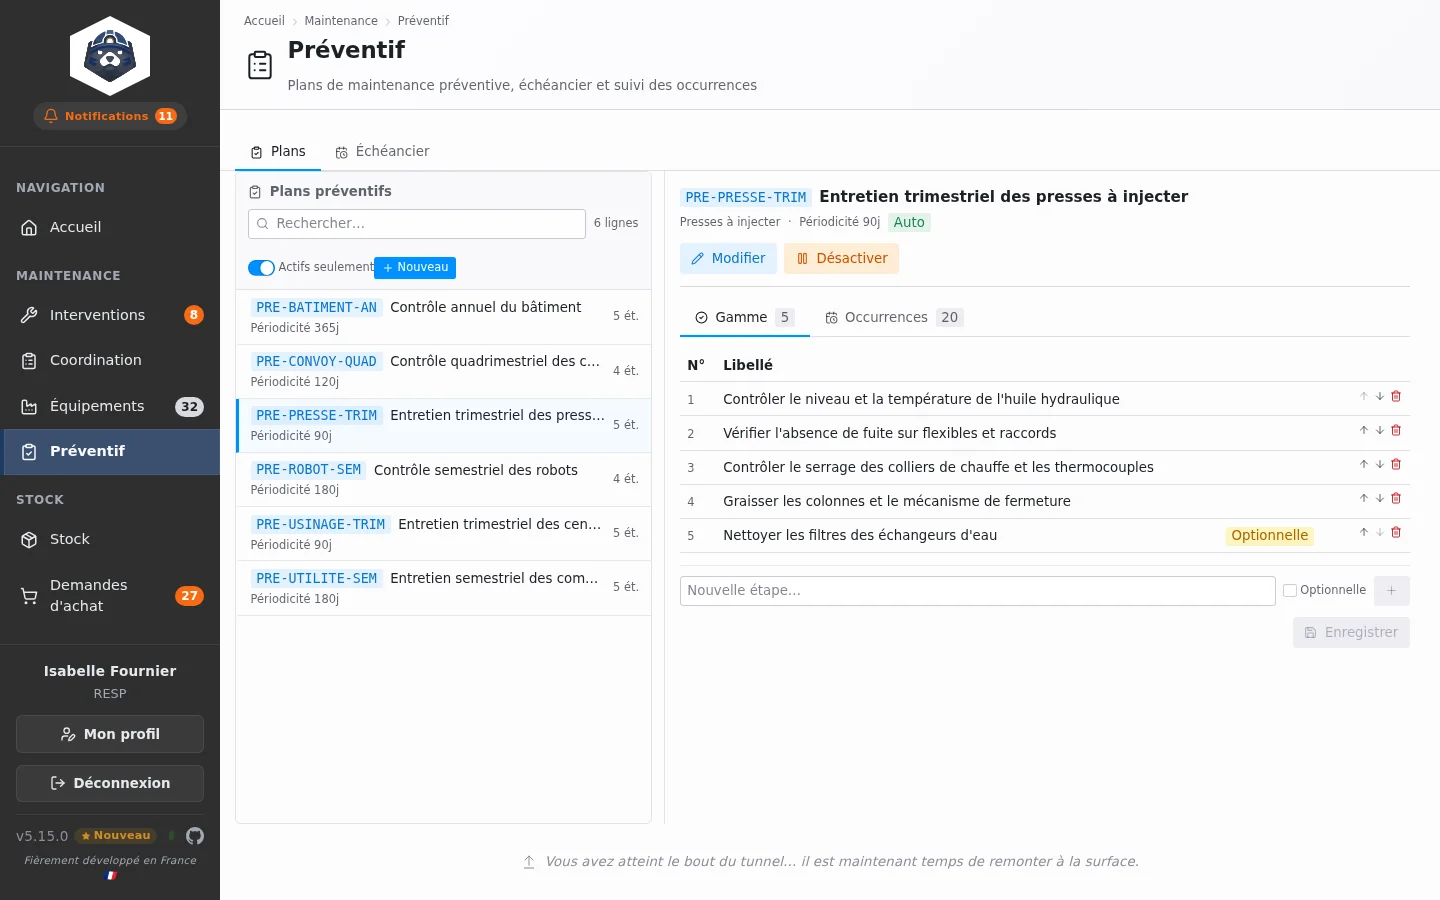 Notifications 11
NAVIGATION
Accueil
MAINTENANCE
Interventions 8
Coordination
Équipements 32
Préventif
STOCK
Stock
Demandes
d'achat 27
Isabelle Fournier
RESP
Mon profil
Déconnexion
v5.15.0 Nouveau
Fièrement développé en France
Accueil Maintenance Préventif
Préventif
Plans de maintenance préventive, échéancier et suivi des occurrences
Plans Échéancier
Plans préventifs
Rechercher... 6 lignes
Actifs seulement + Nouveau
PRE-BATIMENT-AN Contrôle annuel du bâtiment 5 ét.
Périodicité 365j
PRE-CONVOY-QUAD Contrôle quadrimestriel des c... 4 ét.
Périodicité 120j
PRE-PRESSE-TRIM Entretien trimestriel des press... 5 ét.
Périodicité 90j
PRE-ROBOT-SEM Contrôle semestriel des robots 4 ét.
Périodicité 180j
PRE-USINAGE-TRIM Entretien trimestriel des cen... 5 ét.
Périodicité 90j
PRE-UTILITE-SEM Entretien semestriel des com... 5 ét.
Périodicité 180j
PRE-PRESSE-TRIM Entretien trimestriel des presses à injecter
Presses à injecter · Périodicité 90j Auto
Modifier Désactiver
Gamme 5 Occurrences 20
N° Libellé
1 Contrôler le niveau et la température de l'huile hydraulique
2 Vérifier l'absence de fuite sur flexibles et raccords
3 Contrôler le serrage des colliers de chauffe et les thermocouples
4 Graisser les colonnes et le mécanisme de fermeture
5 Nettoyer les filtres des échangeurs d'eau Optionnelle
Nouvelle étape... Optionnelle +
Enregistrer
Vous avez atteint le bout du tunnel... il est maintenant temps de remonter à la surface.